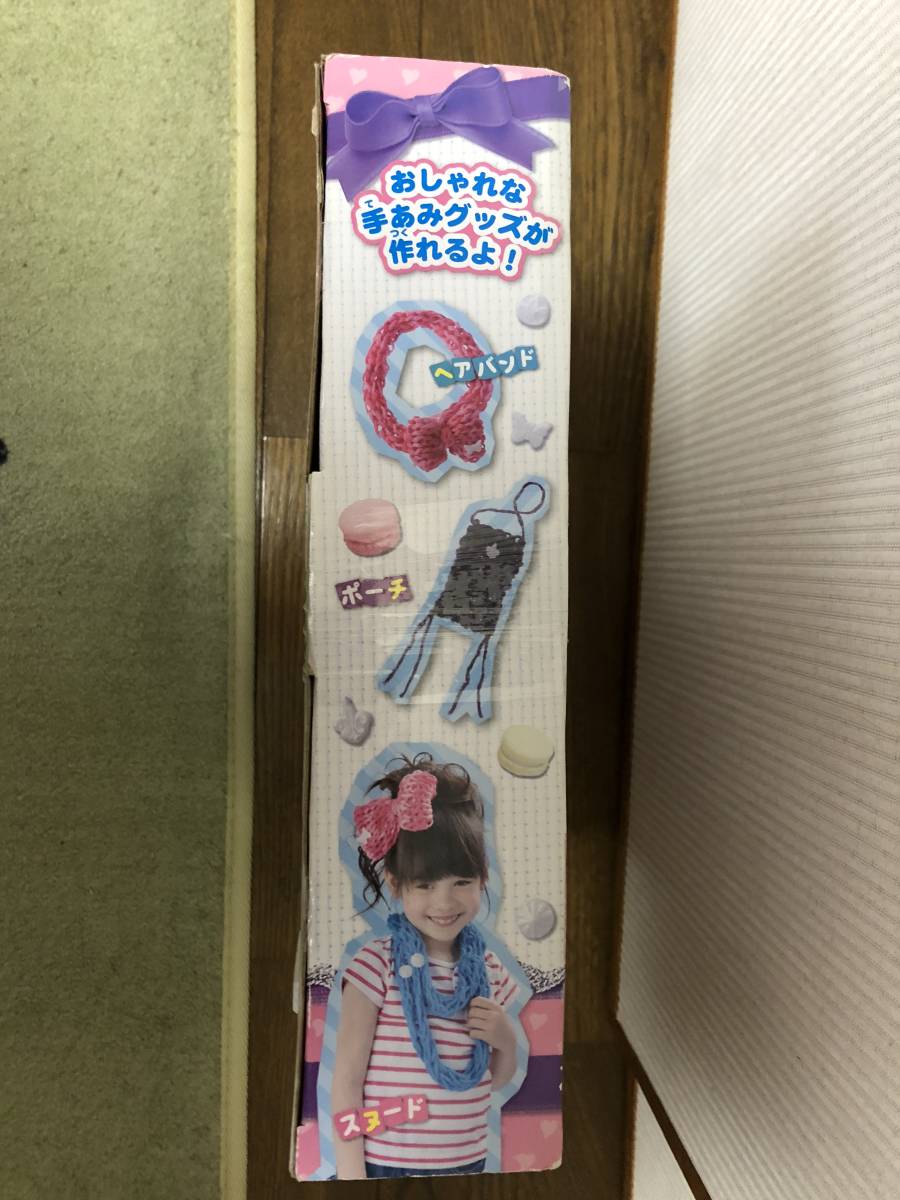 おしゃれな
手あみグッズが
作れるよ！
ヘアバンド
ポーチ
スヌード